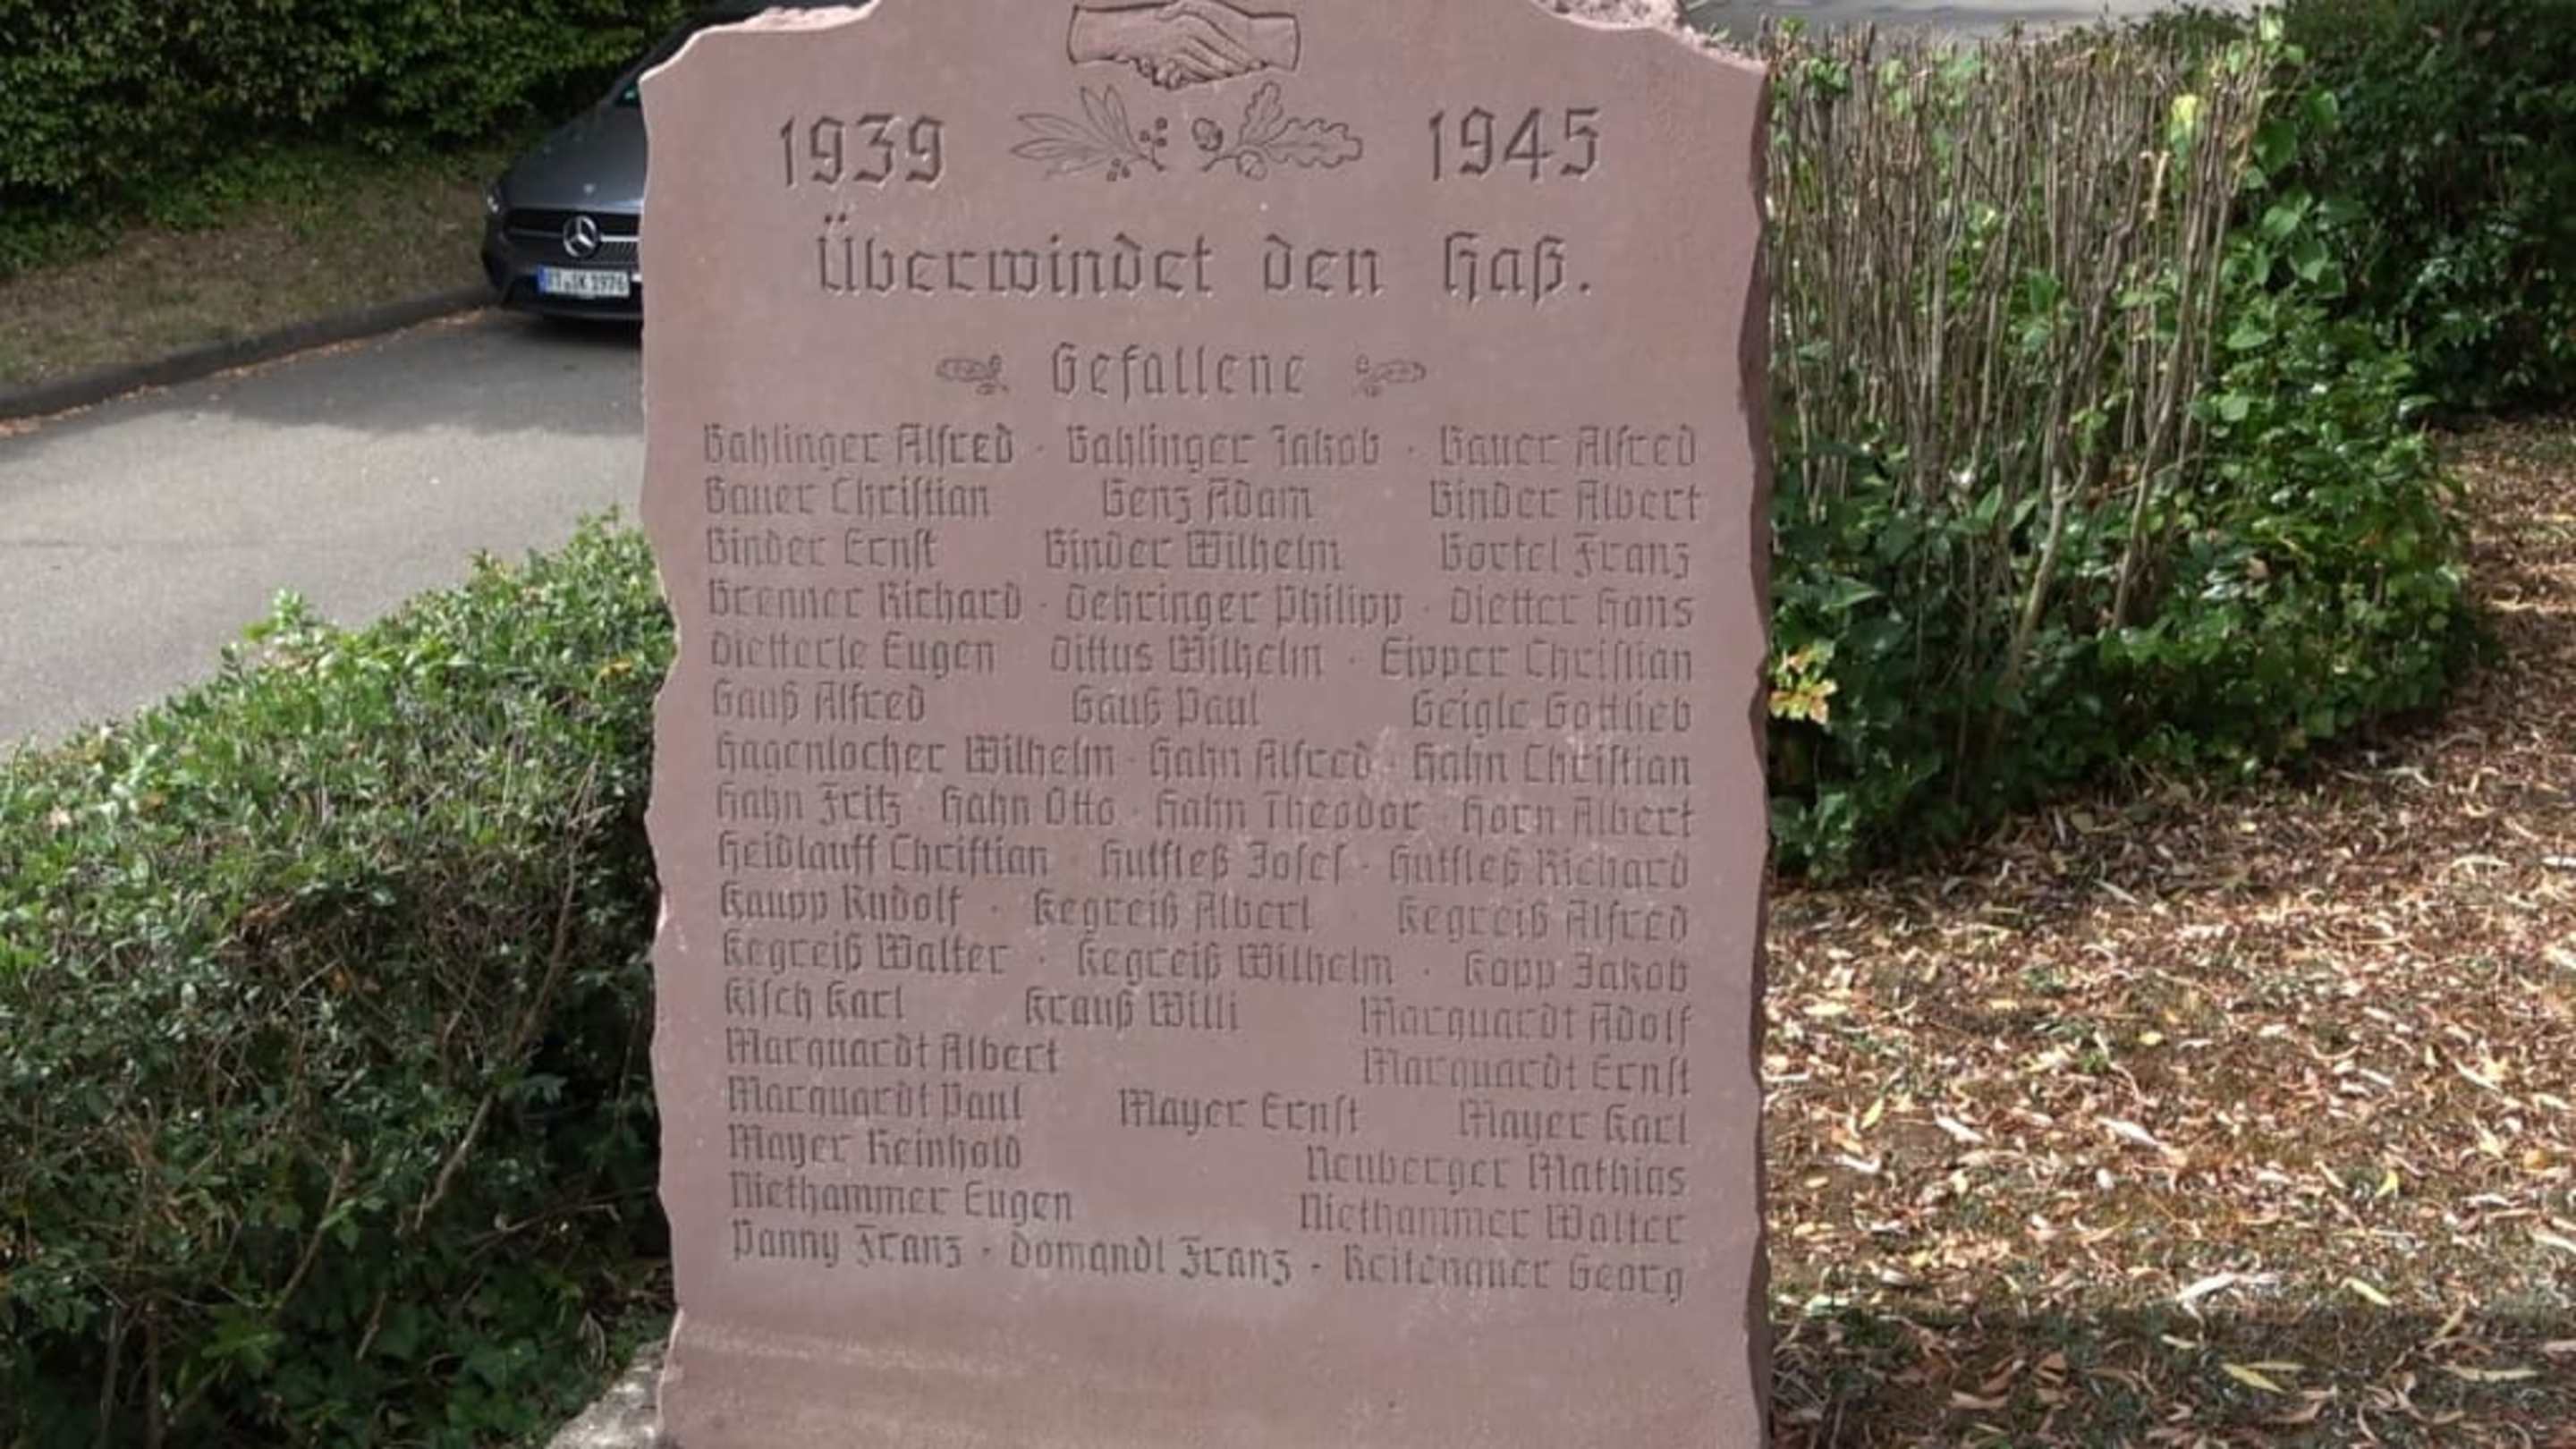 1939 1945
Überwindet den Haß.
Gefallene
Bahlinger Alfred · Bahlinger Jakob · Bauer Alfred
Bauer Christian Benz Adam Binder Albert
Binder Ernst Binder Wilhelm Bortel Franz
Brenner Richard · Dehringer Philipp · Dietter Hans
Dietterle Eugen Dittus Wilhelm · Eipper Christian
Gauß Alfred Gauß Paul Geigle Gottlieb
Hagenlocher Wilhelm · Hahn Alfred · Hahn Christian
Hahn Fritz · Hahn Otto · Hahn Theodor · Horn Albert
Heidlauff Christian · Hutfleß Josef · Hutfleß Richard
Kaupp Rudolf · Kegreiß Albert Kegreiß Alfred
Kegreiß Walter · Kegreiß Wilhelm · Kopp Jakob
Kisch Karl Krauß Willi Marquardt Adolf
Marquardt Albert Marquardt Ernst
Marquardt Paul Mayer Ernst Mayer Karl
Mayer Reinhold Neuberger Mathias
Niethammer Eugen Niethammer Walter
Panny Franz · Domandl Franz · Georg